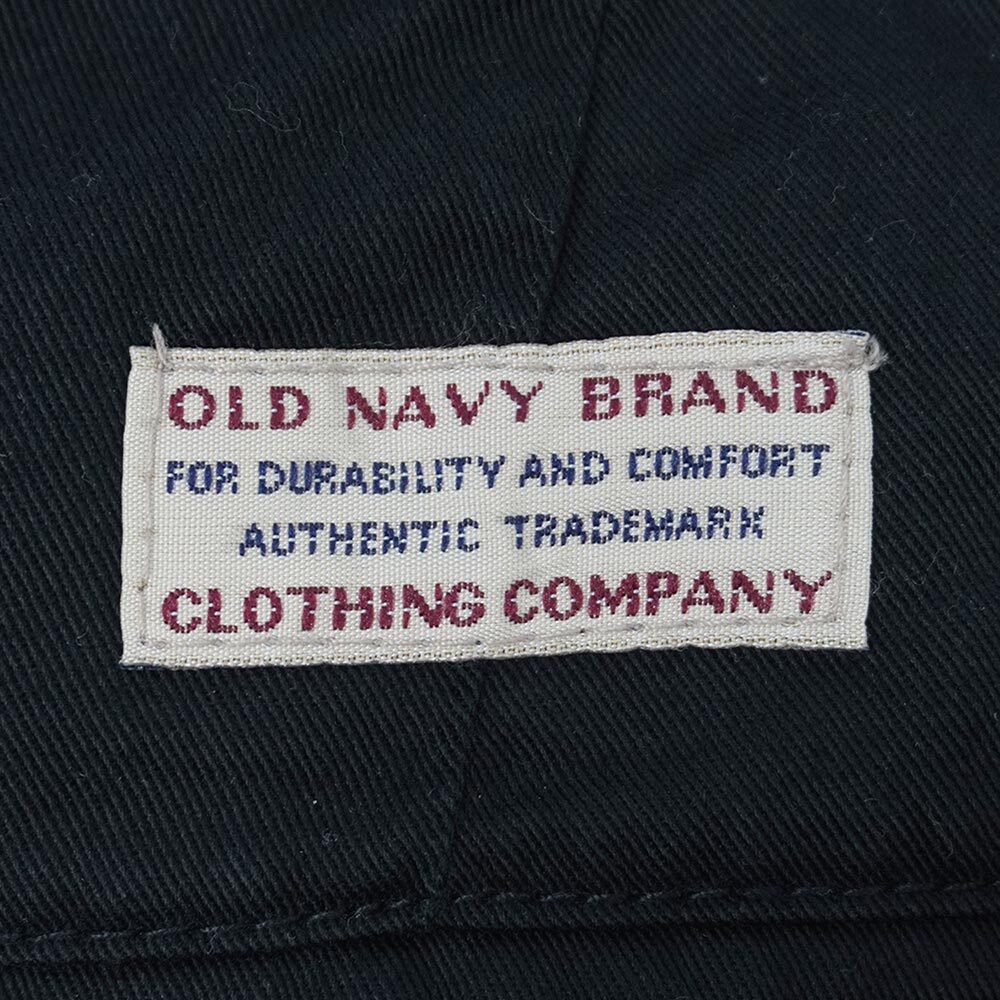 OLD NAVY BRAND
FOR DURABILITY AND COMFORT
AUTHENTIC TRADEMARK
CLOTHING COMPANY